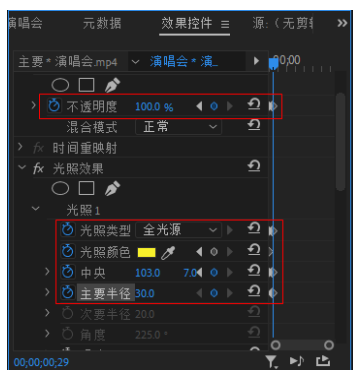 演唱会 元数据 效果控件 ≡ 源:(无剪辑 »
主要*演唱会.mp4 演唱会*演... 00;00
不透明度 100.0 %
混合模式 正常
fx 时间重映射
fx 光照效果
光照 1
光照类型 全光源
光照颜色
中央 103.0 7.0
主要半径 30.0
次要半径 20.0
角度 225.0 °
00;00;00;29